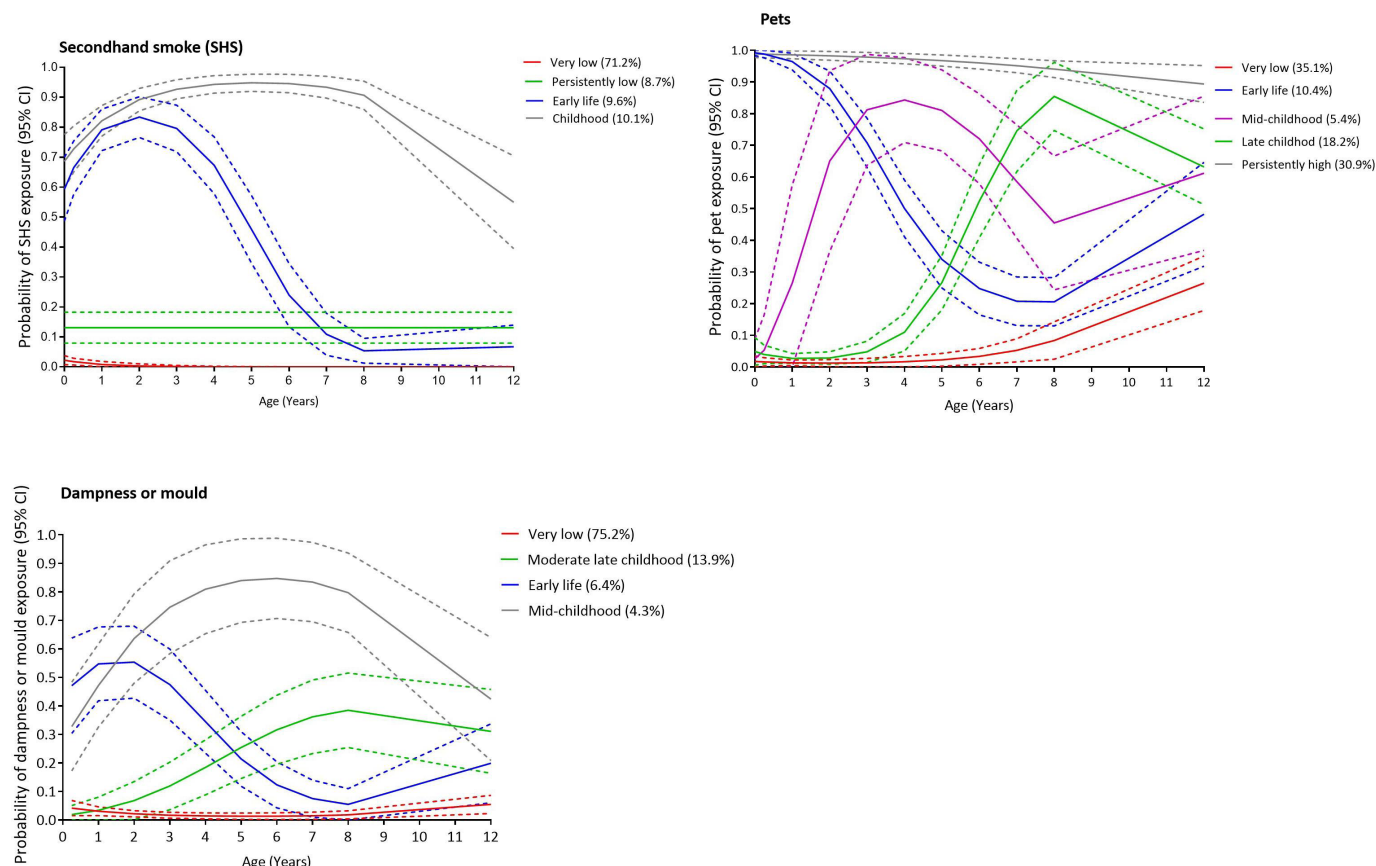 Secondhand smoke (SHS)
Probability of SHS exposure (95% CI)
1.0
0.9
0.8
0.7
0.6
0.5
0.4
0.3
0.2
0.1
0.0
0 1 2 3 4 5 6 7 8 9 10 11 12
Age (Years)
Very low (71.2%)
Persistently low (8.7%)
Early life (9.6%)
Childhood (10.1%)
Pets
Probability of pet exposure (95% CI)
1.0
0.9
0.8
0.7
0.6
0.5
0.4
0.3
0.2
0.1
0.0
0 1 2 3 4 5 6 7 8 9 10 11 12
Age (Years)
Very low (35.1%)
Early life (10.4%)
Mid-childhood (5.4%)
Late childhod (18.2%)
Persistently high (30.9%)
Dampness or mould
Probability of dampness or mould exposure (95% CI)
1.0
0.9
0.8
0.7
0.6
0.5
0.4
0.3
0.2
0.1
0.0
0 1 2 3 4 5 6 7 8 9 10 11 12
Age (Years)
Very low (75.2%)
Moderate late childhood (13.9%)
Early life (6.4%)
Mid-childhood (4.3%)